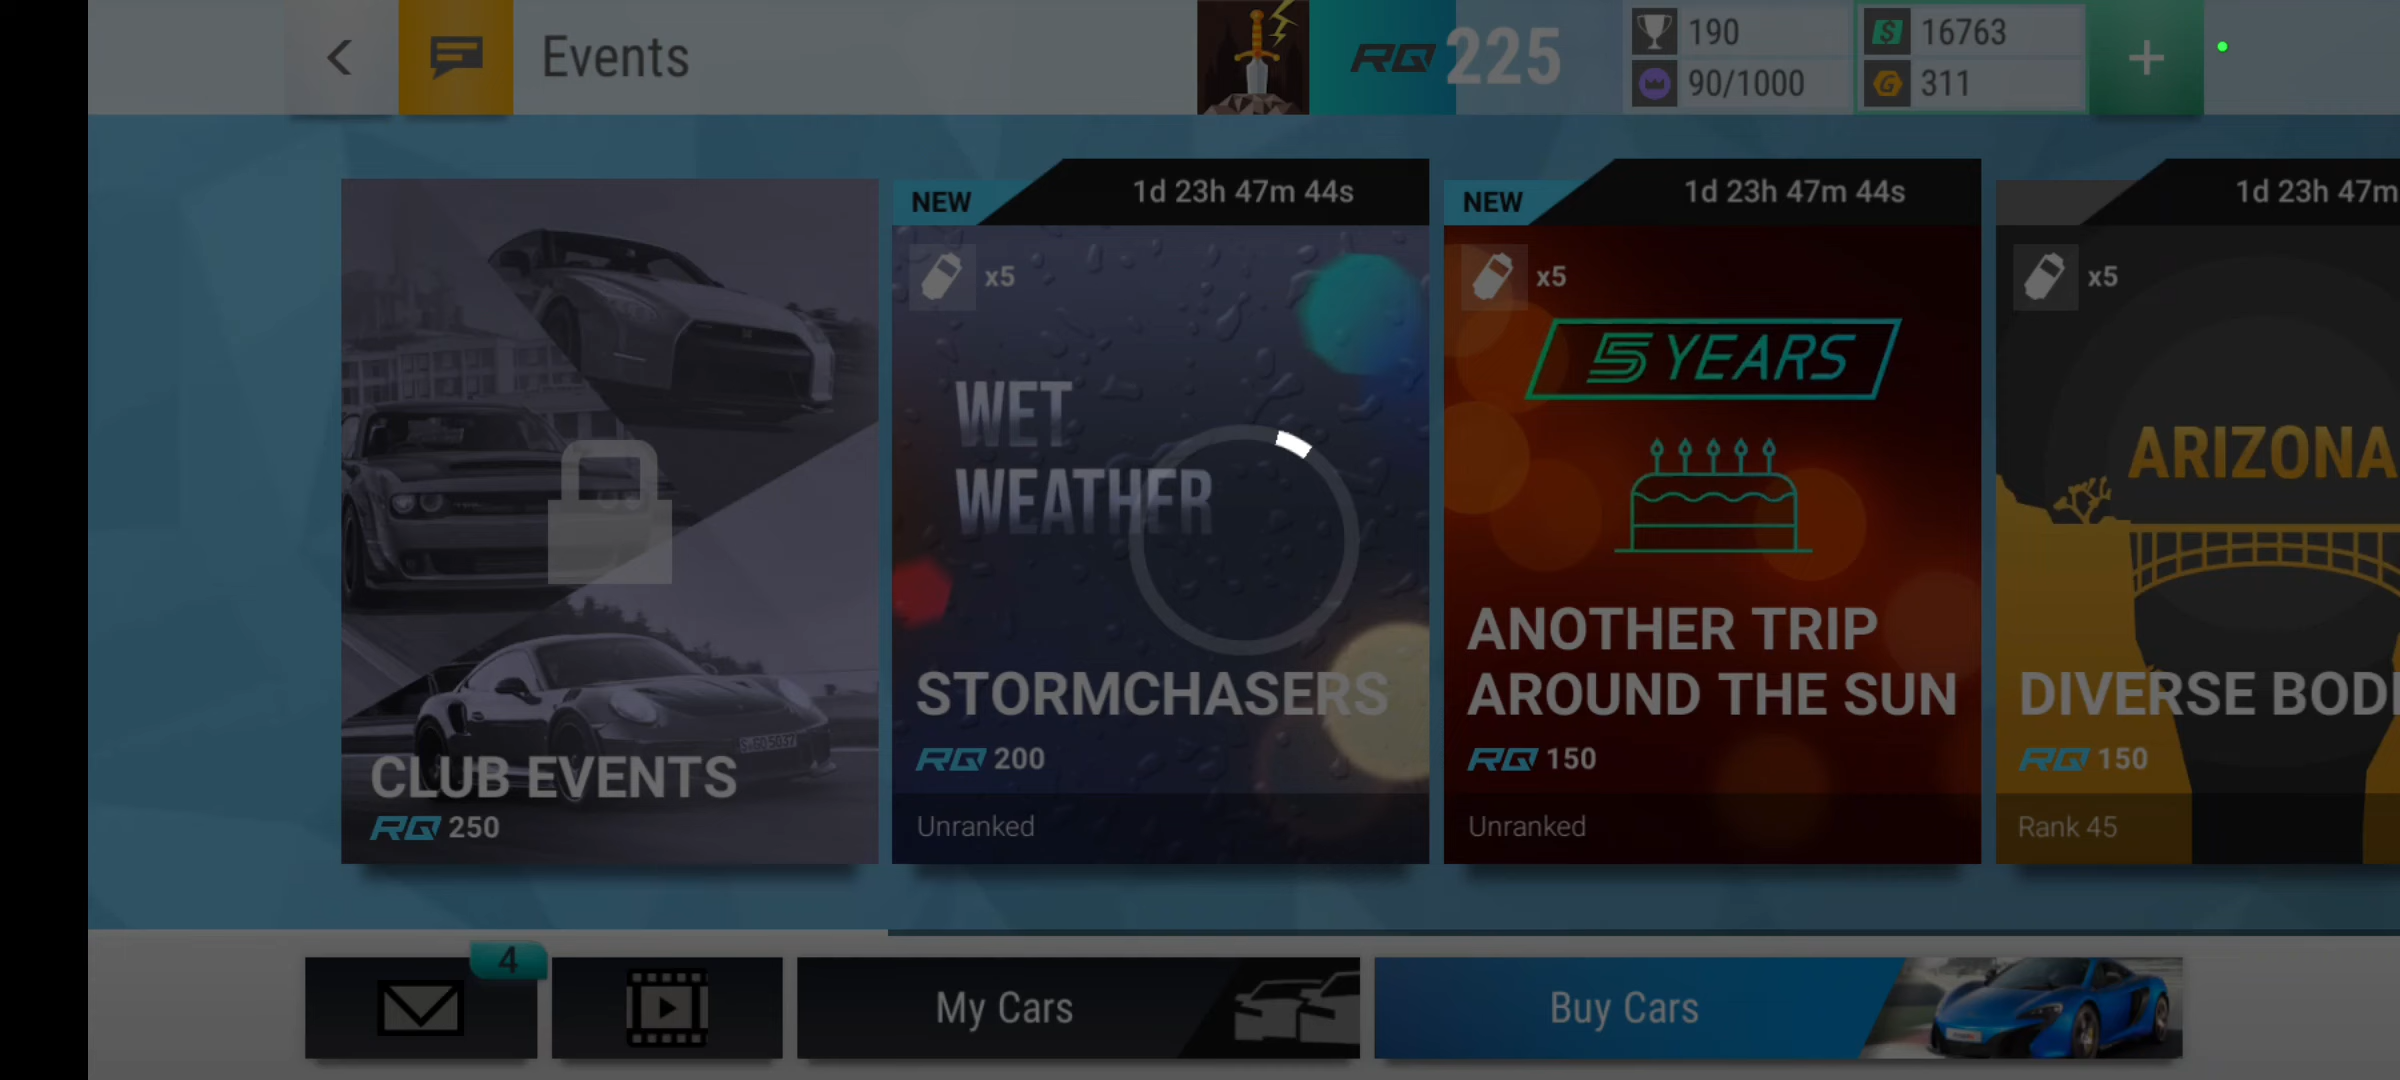 Events
RQ 225
190
90/1000
16763
311
CLUB EVENTS
RQ 250
NEW
1d 23h 47m 44s
x5
WET
WEATHER
STORMCHASERS
RQ 200
Unranked
NEW
1d 23h 47m 44s
x5
5 YEARS
ANOTHER TRIP
AROUND THE SUN
RQ 150
Unranked
1d 23h 47m
x5
ARIZONA
DIVERSE BODI
RQ 150
Rank 45
4
My Cars
Buy Cars